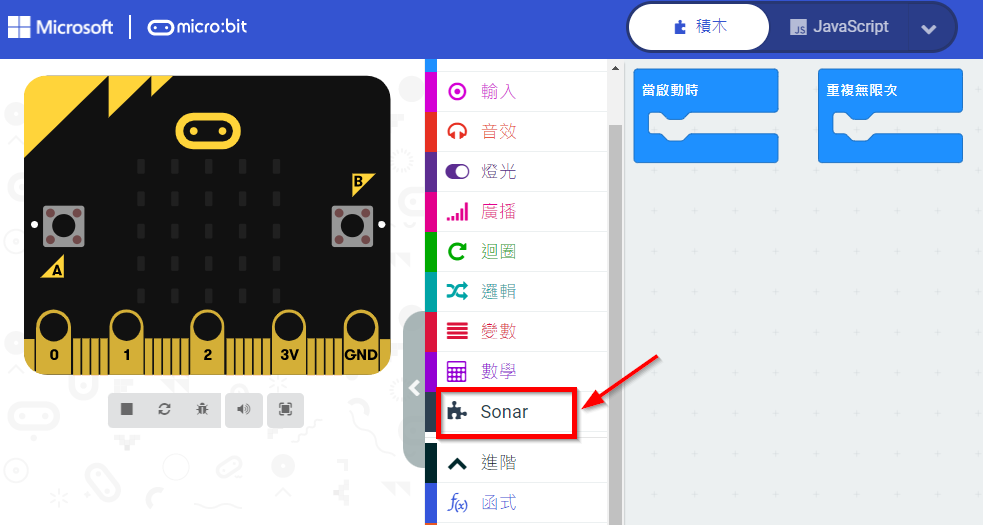 Microsoft
micro:bit
積木
JavaScript
輸入
音效
燈光
廣播
迴圈
邏輯
變數
數學
Sonar
進階
f(x) 函式
當啟動時
重複無限次
B
A
0
1
2
3V
GND
JS